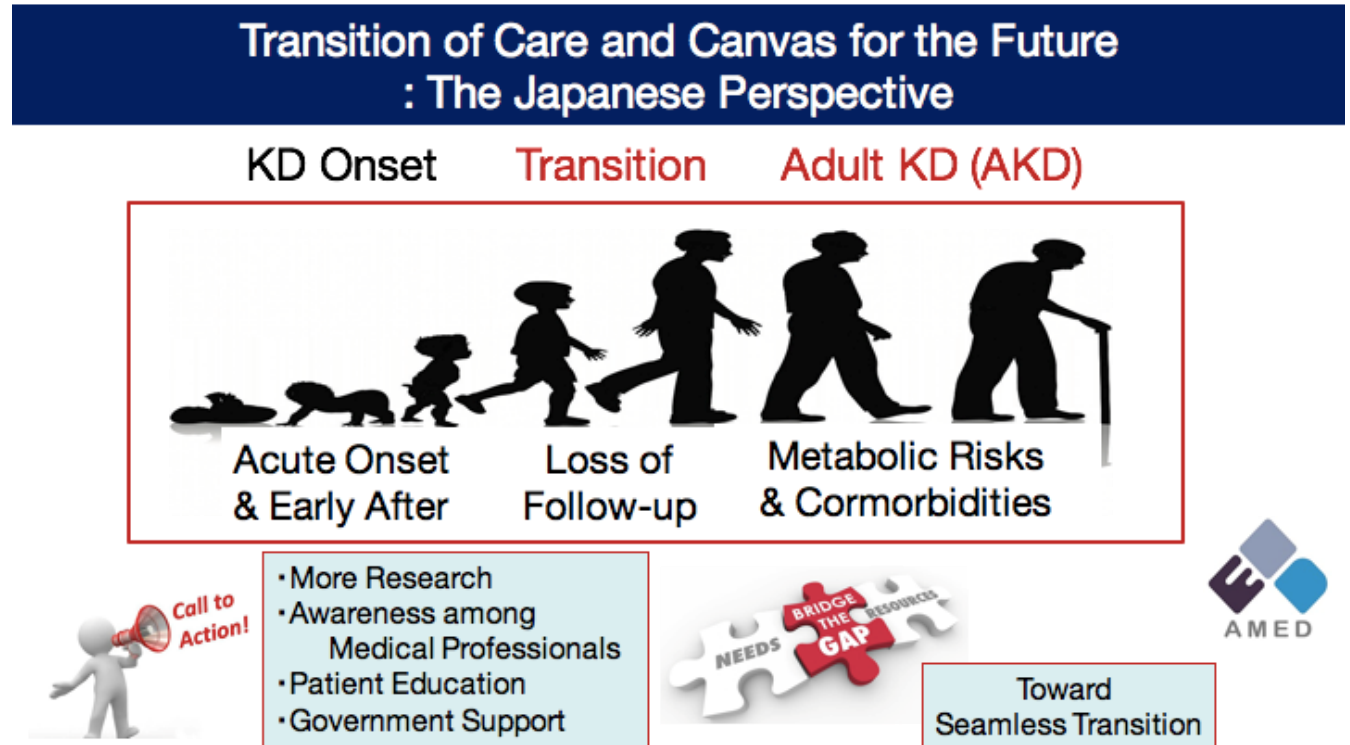 Transition of Care and Canvas for the Future
: The Japanese Perspective
KD Onset Transition Adult KD (AKD)
Acute Onset
& Early After
Loss of
Follow-up
Metabolic Risks
& Cormorbidities
Call to
Action!
・More Research
・Awareness among
Medical Professionals
・Patient Education
・Government Support
NEEDS
BRIDGE
THE
GAP
RESOURCES
Toward
Seamless Transition
AMED